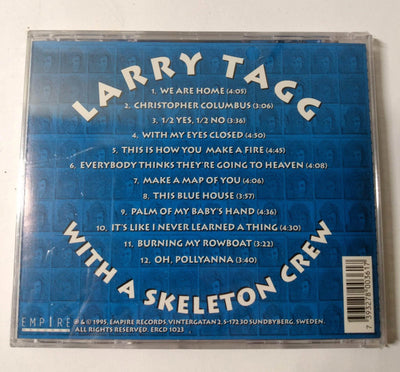 LARRY TAGG
1. WE ARE HOME (4:05)
2. CHRISTOPHER COLUMBUS (3:06)
3. 1/2 YES, 1/2 NO (3:36)
4. WITH MY EYES CLOSED (4:50)
5. THIS IS HOW YOU MAKE A FIRE (4:45)
6. EVERYBODY THINKS THEY'RE GOING TO HEAVEN (4:08)
7. MAKE A MAP OF YOU (4:06)
8. THIS BLUE HOUSE (3:57)
9. PALM OF MY BABY'S HAND (4:36)
10. IT'S LIKE I NEVER LEARNED A THING (4:30)
11. BURNING MY ROWBOAT (3:22)
12. OH, POLLYANNA (3:40)
WITH A SKELETON CREW
EMPIRE
℗ & © 1995, EMPIRE RECORDS, VINTERGATAN 2, S-172 30 SUNDBYBERG, SWEDEN.
ALL RIGHTS RESERVED. ERCD 1023
7 393278 003617